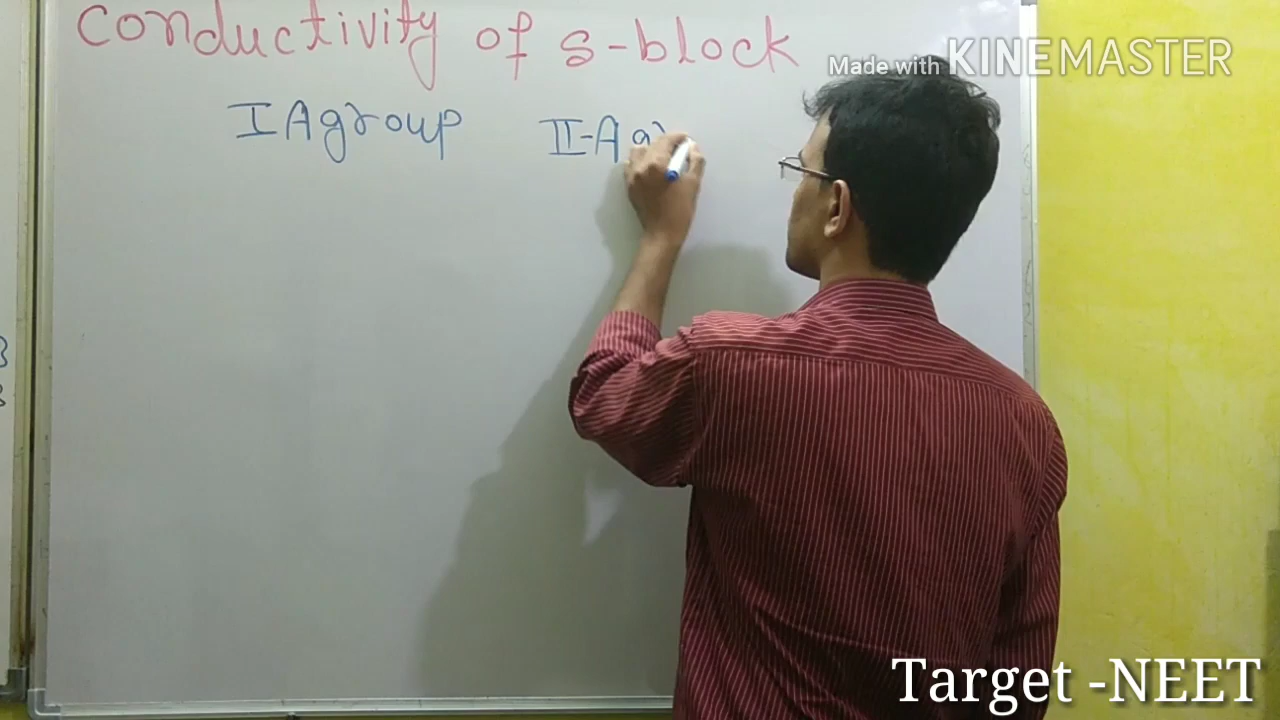 Conductivity of s-block
Made with KINEMASTER
I A group II-A
Target -NEET